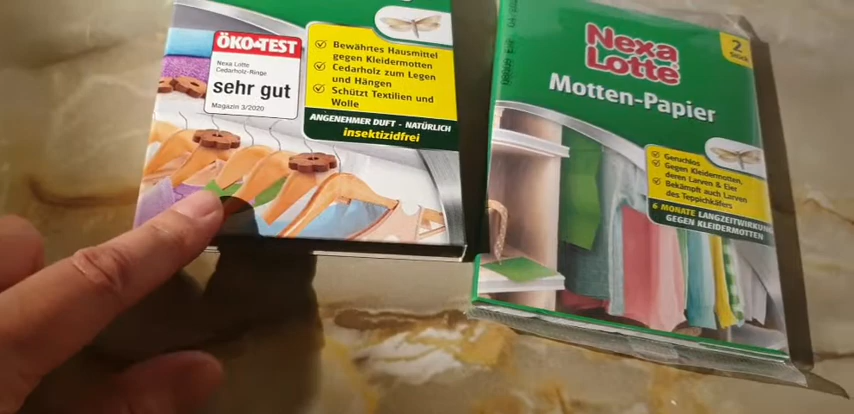 ÖKO-TEST
Nexa Lotte
Cedarholz-Ringe
sehr gut
Magazin 3/2020
Bewährtes Hausmittel
gegen Kleidermotten
Cedarholz zum Legen
und Hängen
Schützt Textilien und
Wolle
ANGENEHMER DUFT - NATÜRLICH
insektizidfrei
Nexa
Lotte
2
Stück
Motten-Papier
Geruchlos
Gegen Kleidermotten,
deren Larven & Eier
Bekämpft auch Larven
des Teppichkäfers
6 MONATE LANGZEITWIRKUNG
GEGEN KLEIDERMOTTEN